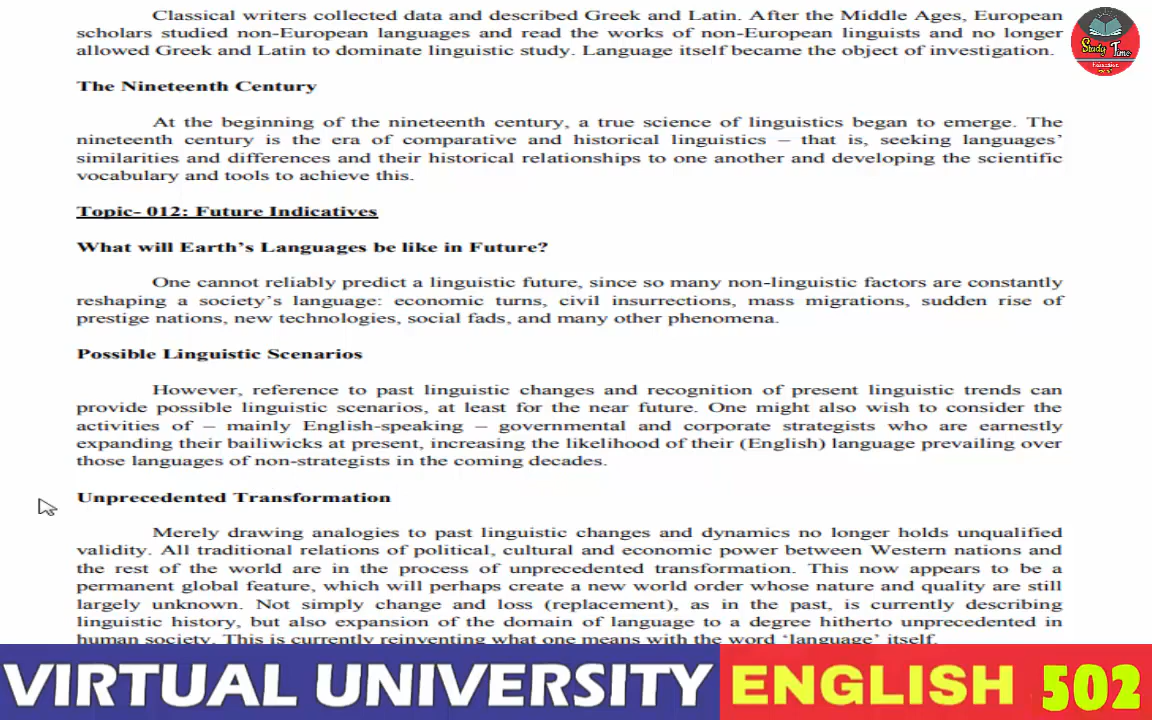 Classical writers collected data and described Greek and Latin. After the Middle Ages, European
scholars studied non-European languages and read the works of non-European linguists and no longer
allowed Greek and Latin to dominate linguistic study. Language itself became the object of investigation.
Study Time
The Nineteenth Century
At the beginning of the nineteenth century, a true science of linguistics began to emerge. The
nineteenth century is the era of comparative and historical linguistics – that is, seeking languages’
similarities and differences and their historical relationships to one another and developing the scientific
vocabulary and tools to achieve this.
Topic- 012: Future Indicatives
What will Earth’s Languages be like in Future?
One cannot reliably predict a linguistic future, since so many non-linguistic factors are constantly
reshaping a society’s language: economic turns, civil insurrections, mass migrations, sudden rise of
prestige nations, new technologies, social fads, and many other phenomena.
Possible Linguistic Scenarios
However, reference to past linguistic changes and recognition of present linguistic trends can
provide possible linguistic scenarios, at least for the near future. One might also wish to consider the
activities of – mainly English-speaking – governmental and corporate strategists who are earnestly
expanding their bailiwicks at present, increasing the likelihood of their (English) language prevailing over
those languages of non-strategists in the coming decades.
Unprecedented Transformation
Merely drawing analogies to past linguistic changes and dynamics no longer holds unqualified
validity. All traditional relations of political, cultural and economic power between Western nations and
the rest of the world are in the process of unprecedented transformation. This now appears to be a
permanent global feature, which will perhaps create a new world order whose nature and quality are still
largely unknown. Not simply change and loss (replacement), as in the past, is currently describing
linguistic history, but also expansion of the domain of language to a degree hitherto unprecedented in
human society. This is currently reinventing what one means with the word ‘language’ itself.
VIRTUAL UNIVERSITY ENGLISH 502